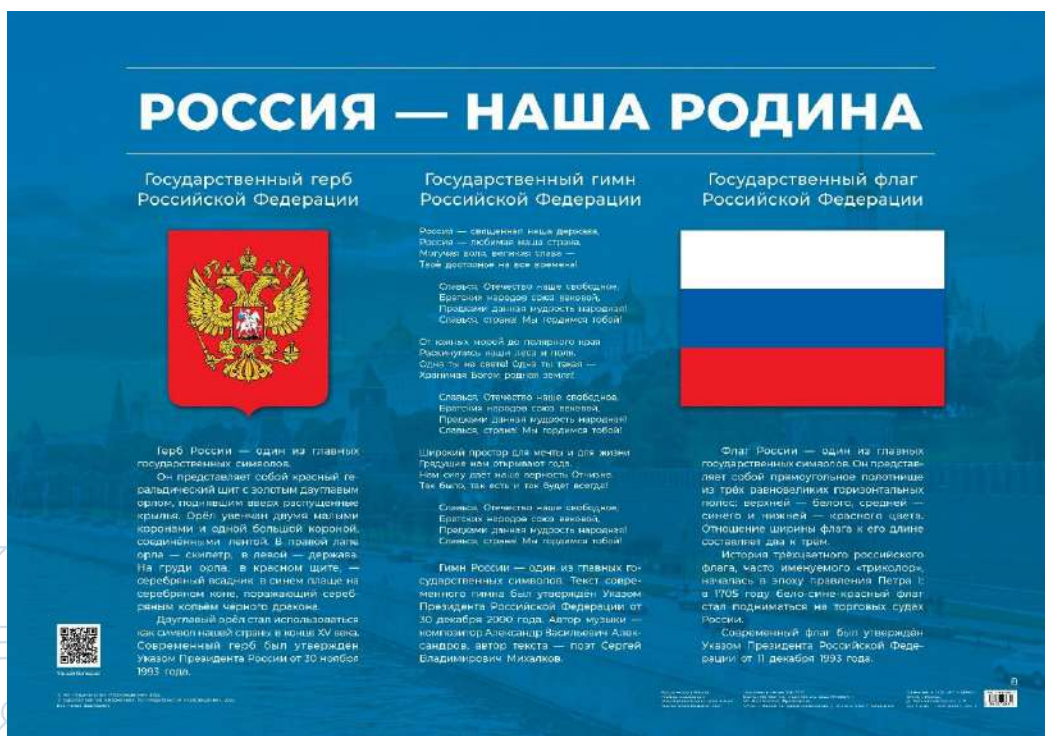 РОССИЯ — НАША РОДИНА
Государственный герб
Российской Федерации
Герб России — один из главных
государственных символов.
Он представляет собой красный ге-
ральдический щит с золотым двуглавым
орлом, поднявшим вверх распущенные
крылья. Орёл увенчан двумя малыми
коронами и одной большой короной,
соединёнными лентой. В правой лапе
орла — скипетр, в левой — держава.
На груди орла, в красном щите, —
серебряный всадник в синем плаще на
серебряном коне, поражающий сереб-
ряным копьём чёрного дракона.
Двуглавый орёл стал использоваться
как символ нашей страны в конце XV века.
Современный герб был утверждён
Указом Президента России от 30 ноября
1993 года.
Государственный гимн
Российской Федерации
Россия — священная наша держава,
Россия — любимая наша страна.
Могучая воля, великая слава —
Твоё достоянье на все времена!
Славься, Отечество наше свободное,
Братских народов союз вековой,
Предками данная мудрость народная!
Славься, страна! Мы гордимся тобой!
От южных морей до полярного края
Раскинулись наши леса и поля.
Одна ты на свете! Одна ты такая —
Хранимая Богом родная земля!
Славься, Отечество наше свободное,
Братских народов союз вековой,
Предками данная мудрость народная!
Славься, страна! Мы гордимся тобой!
Широкий простор для мечты и для жизни
Грядущие нам открывают года.
Нам силу даёт наша верность Отчизне.
Так было, так есть и так будет всегда!
Славься, Отечество наше свободное,
Братских народов союз вековой,
Предками данная мудрость народная!
Славься, страна! Мы гордимся тобой!
Гимн России — один из главных го-
сударственных символов. Текст совре-
менного гимна был утверждён Указом
Президента Российской Федерации от
30 декабря 2000 года. Автор музыки —
композитор Александр Васильевич Алек-
сандров, автор текста — поэт Сергей
Владимирович Михалков.
Государственный флаг
Российской Федерации
Флаг России — один из главных
государственных символов. Он представ-
ляет собой прямоугольное полотнище
из трёх равновеликих горизонтальных
полос: верхней — белого, средней —
синего и нижней — красного цвета.
Отношение ширины флага к его длине
составляет два к трём.
История трёхцветного российского
флага, часто именуемого «триколор»,
началась в эпоху правления Петра I:
в 1705 году бело-сине-красный флаг
стал подниматься на торговых судах
России.
Современный флаг был утверждён
Указом Президента Российской Феде-
рации от 11 декабря 1993 года.